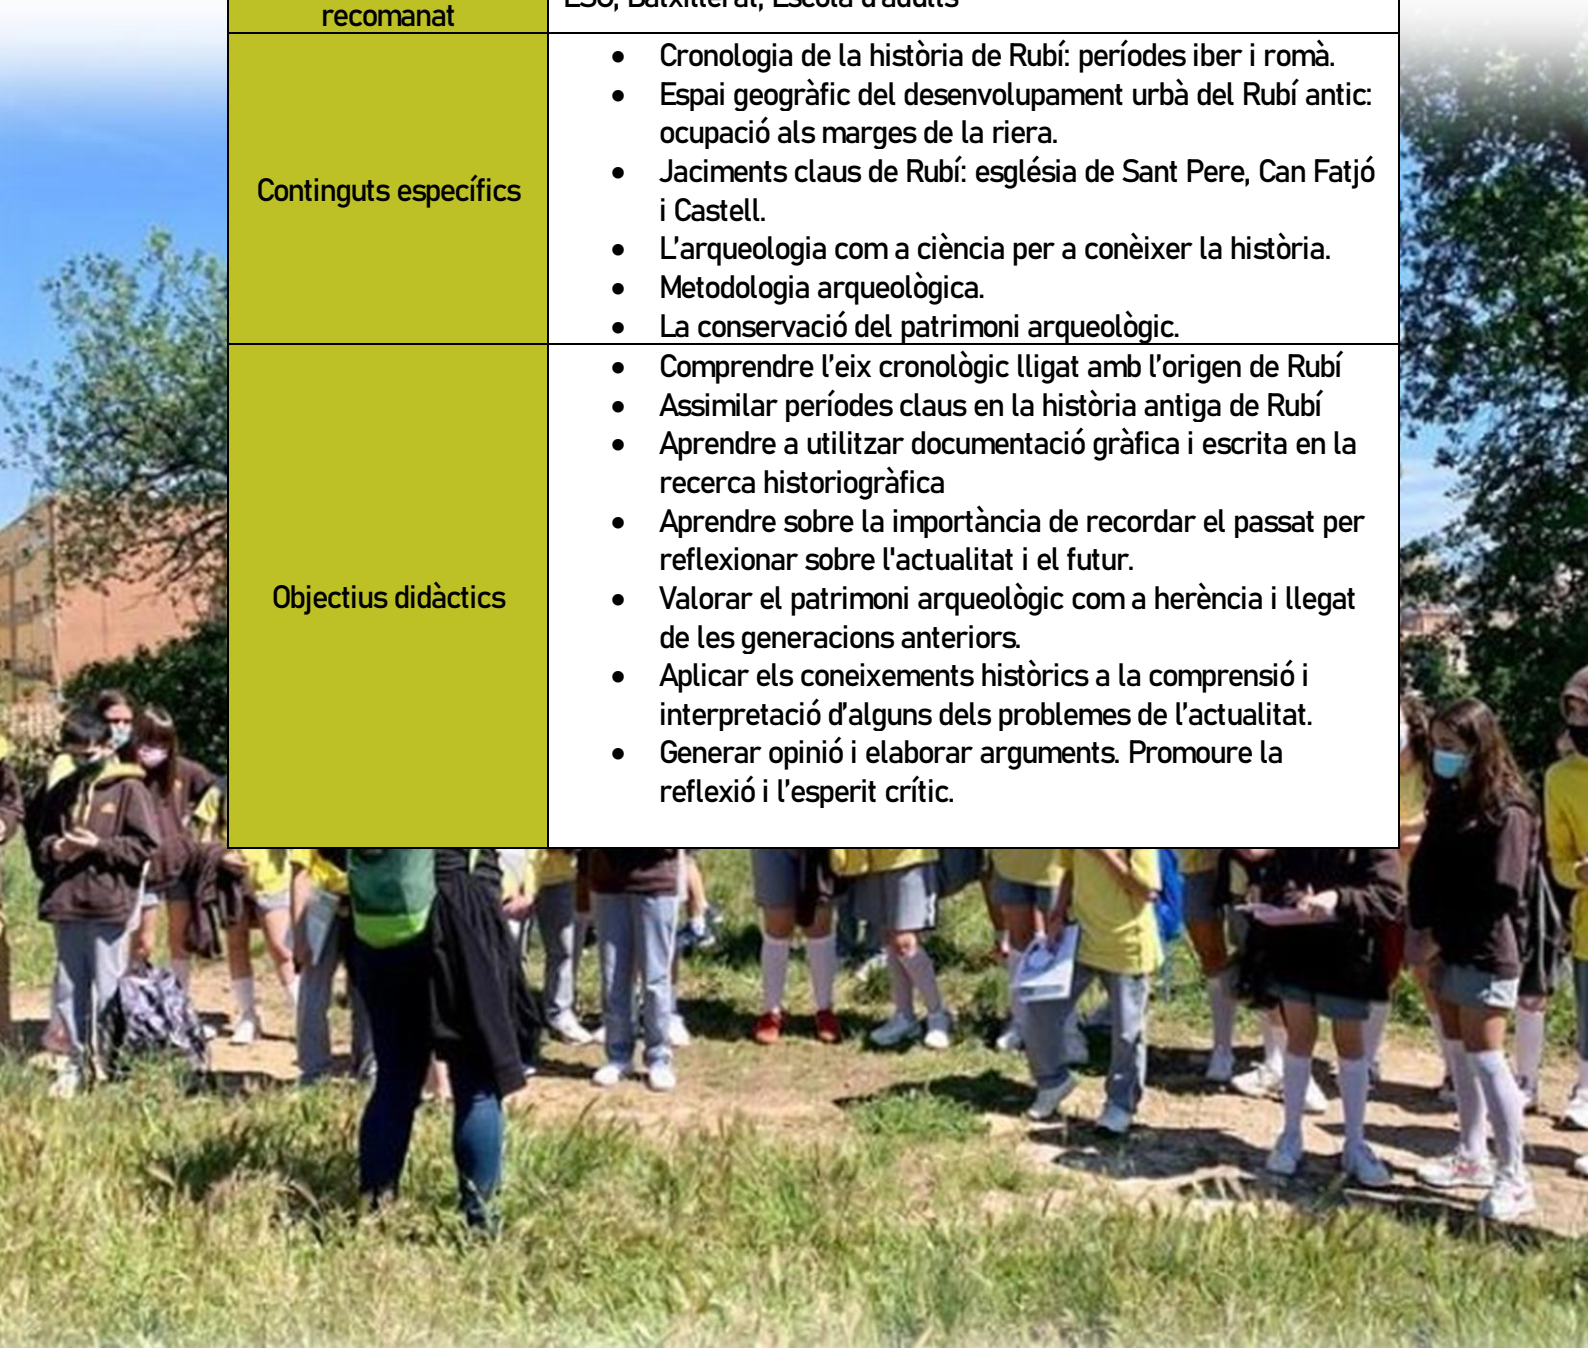 recomanat
ESO, Batxillerat, Escola d'adults
Continguts específics
• Cronologia de la història de Rubí: períodes iber i romà.
• Espai geogràfic del desenvolupament urbà del Rubí antic:
ocupació als marges de la riera.
• Jaciments claus de Rubí: església de Sant Pere, Can Fatjó
i Castell.
• L’arqueologia com a ciència per a conèixer la història.
• Metodologia arqueològica.
• La conservació del patrimoni arqueològic.
Objectius didàctics
• Comprendre l’eix cronològic lligat amb l’origen de Rubí
• Assimilar períodes claus en la història antiga de Rubí
• Aprendre a utilitzar documentació gràfica i escrita en la
recerca historiogràfica
• Aprendre sobre la importància de recordar el passat per
reflexionar sobre l'actualitat i el futur.
• Valorar el patrimoni arqueològic com a herència i llegat
de les generacions anteriors.
• Aplicar els coneixements històrics a la comprensió i
interpretació d’alguns dels problemes de l’actualitat.
• Generar opinió i elaborar arguments. Promoure la
reflexió i l’esperit crític.